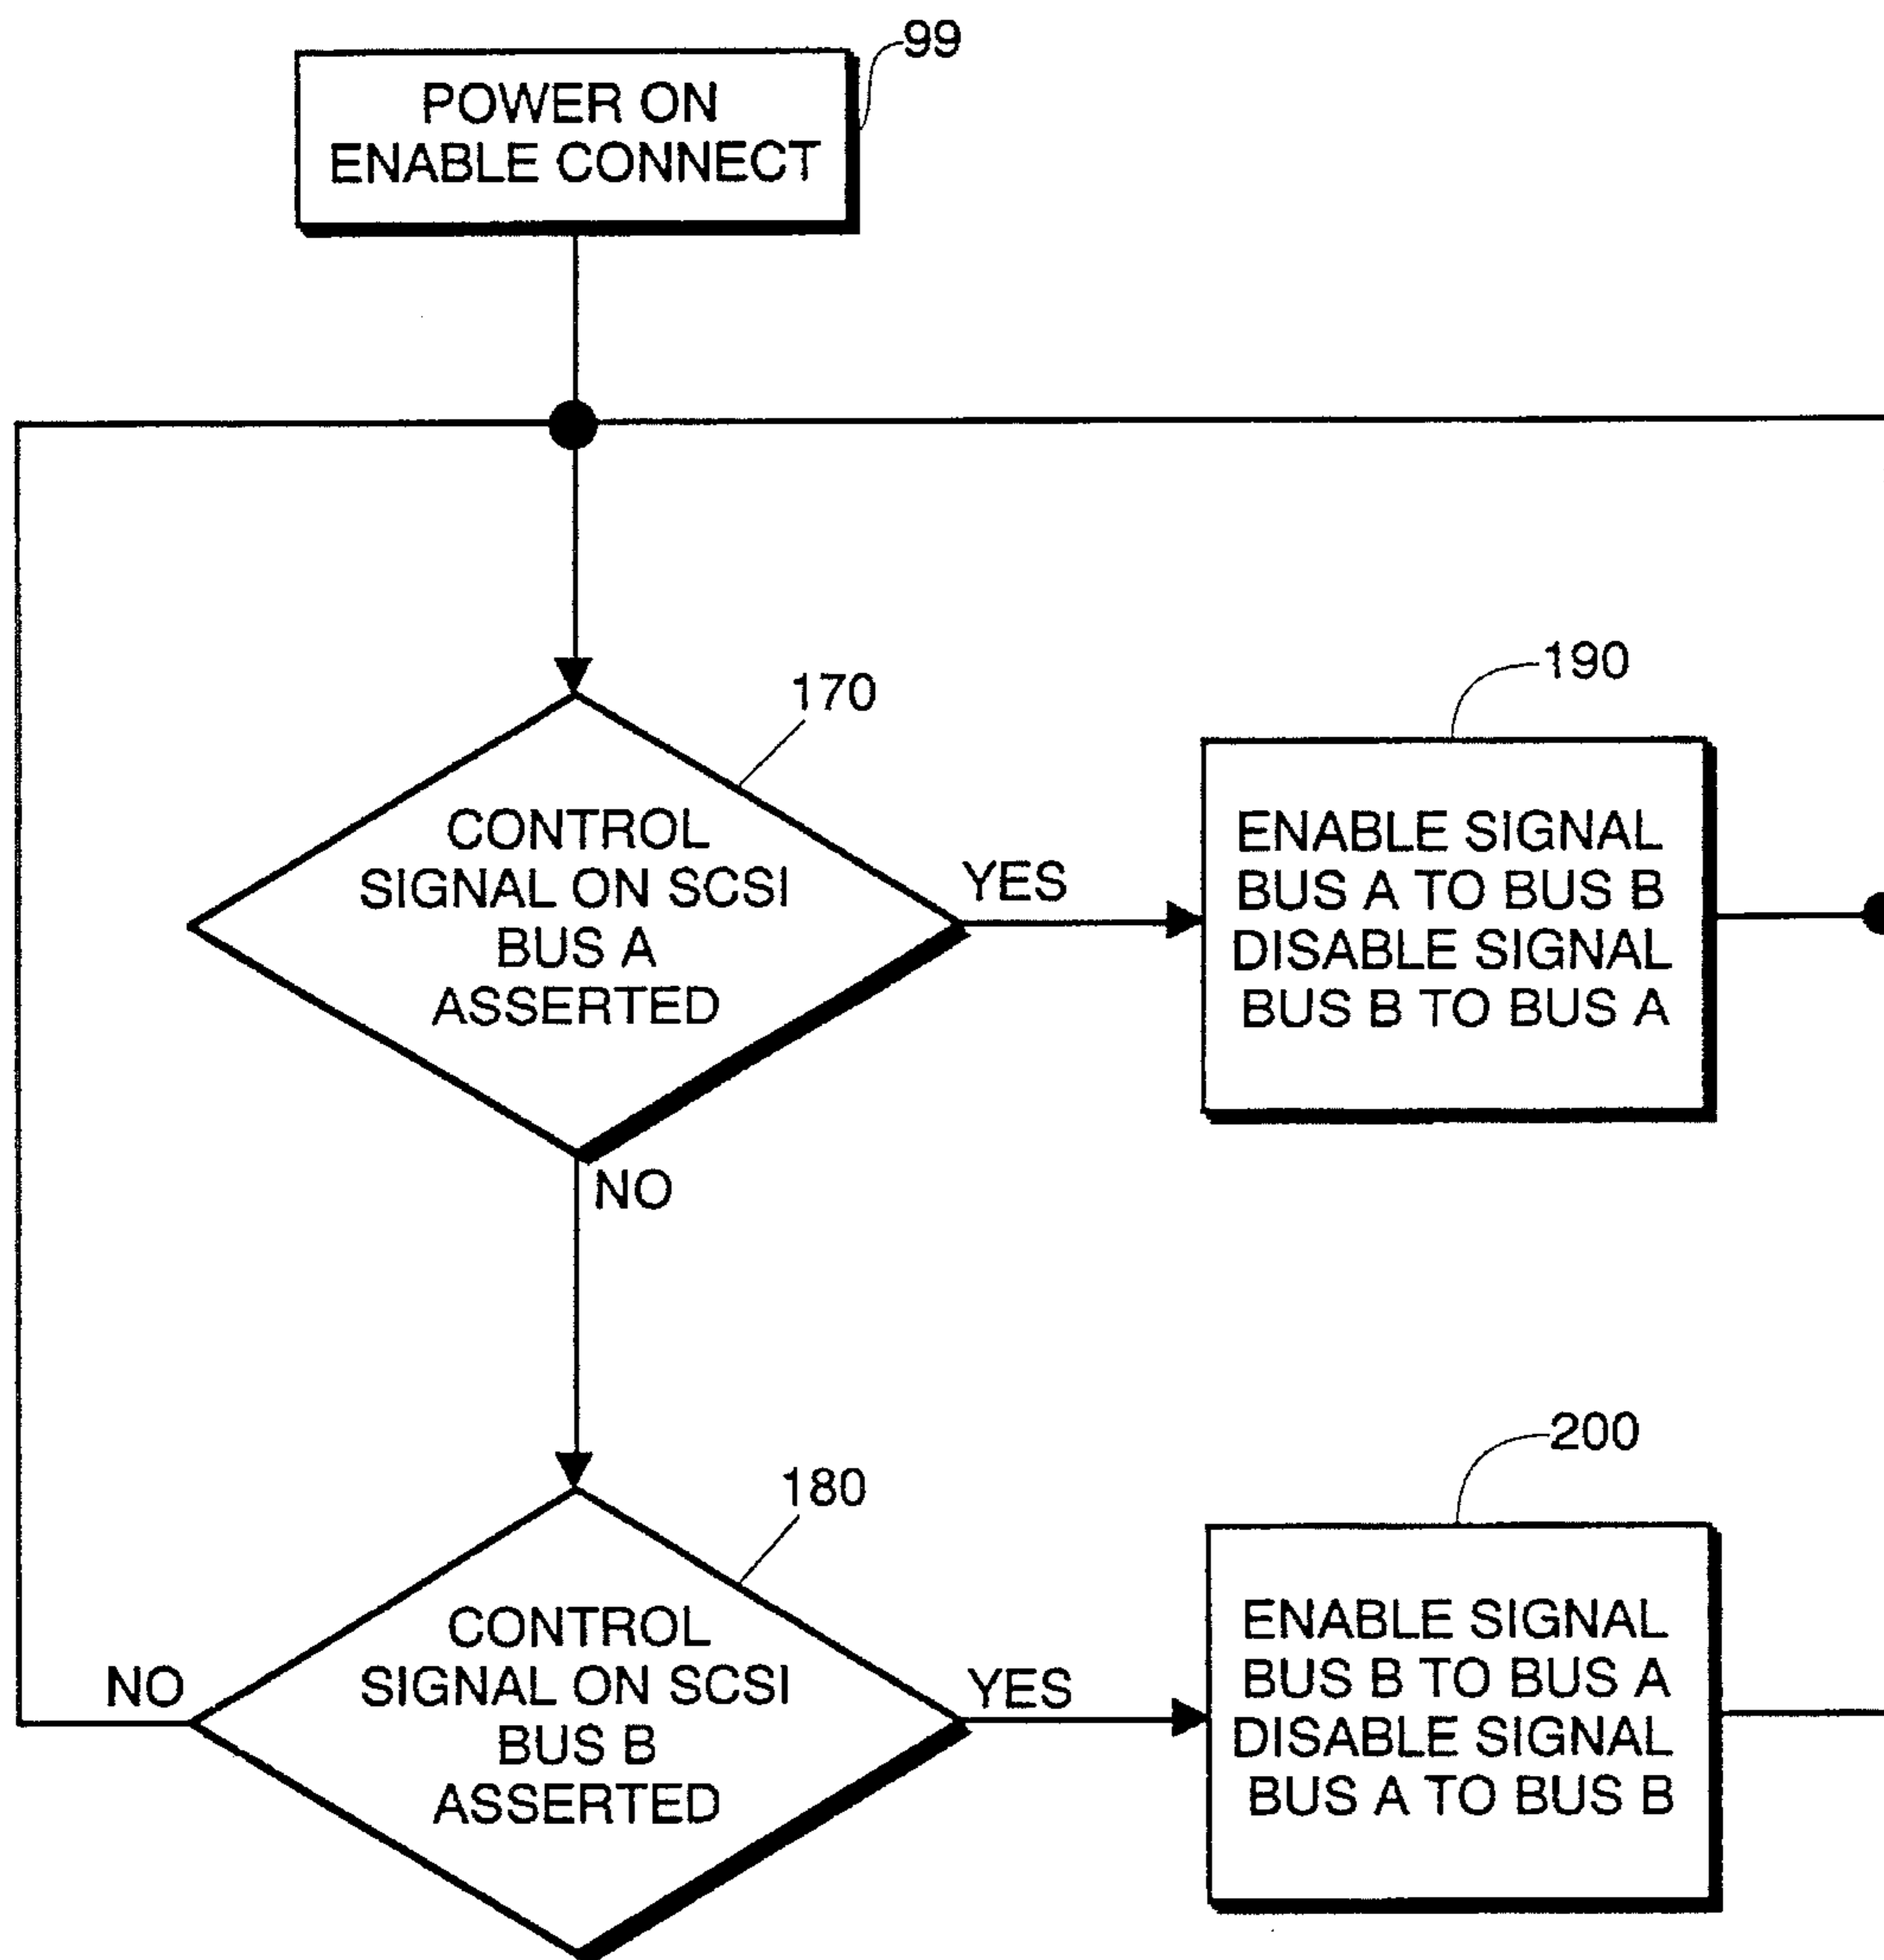 99
POWER ON
ENABLE CONNECT
170
CONTROL
SIGNAL ON SCSI
BUS A
ASSERTED
YES
NO
190
ENABLE SIGNAL
BUS A TO BUS B
DISABLE SIGNAL
BUS B TO BUS A
180
CONTROL
SIGNAL ON SCSI
BUS B
ASSERTED
NO
YES
200
ENABLE SIGNAL
BUS B TO BUS A
DISABLE SIGNAL
BUS A TO BUS B